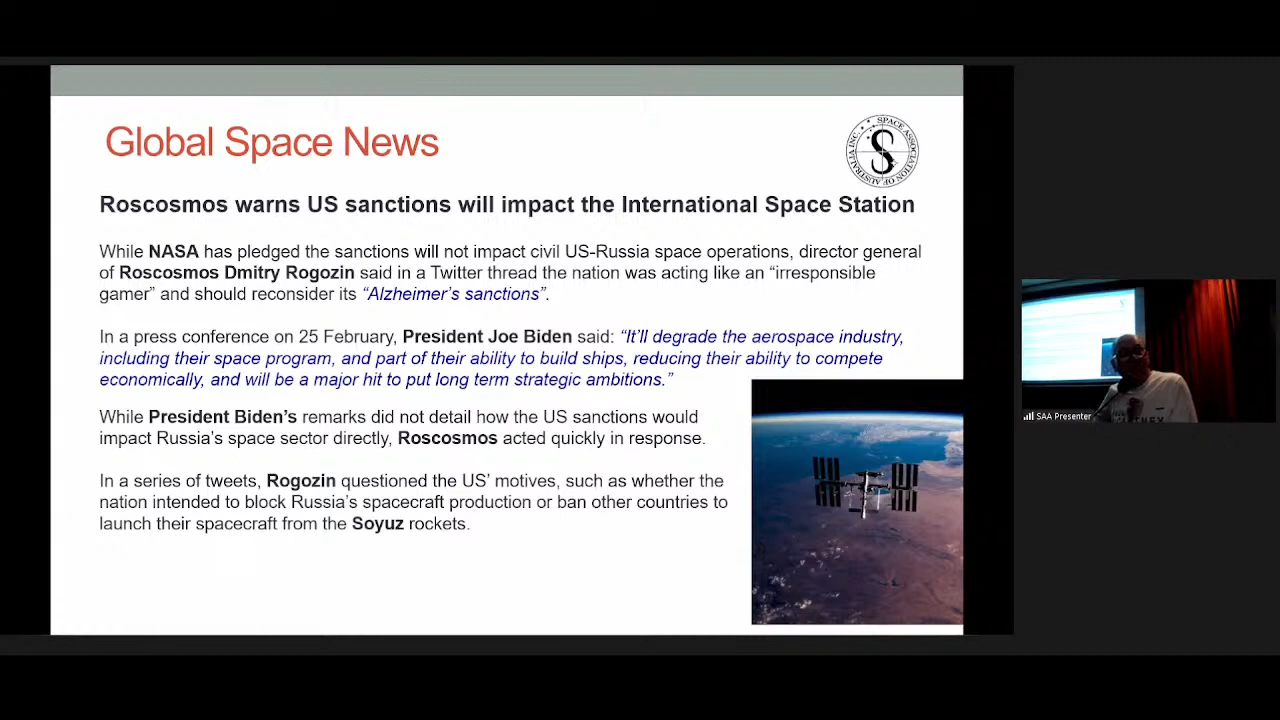 Global Space News
SPACE ASSOCIATION OF AUSTRALIA INC.
S
Roscosmos warns US sanctions will impact the International Space Station
While NASA has pledged the sanctions will not impact civil US-Russia space operations, director general
of Roscosmos Dmitry Rogozin said in a Twitter thread the nation was acting like an “irresponsible
gamer” and should reconsider its “Alzheimer’s sanctions”.
In a press conference on 25 February, President Joe Biden said: “It’ll degrade the aerospace industry,
including their space program, and part of their ability to build ships, reducing their ability to compete
economically, and will be a major hit to put long term strategic ambitions.”
While President Biden’s remarks did not detail how the US sanctions would
impact Russia’s space sector directly, Roscosmos acted quickly in response.
In a series of tweets, Rogozin questioned the US’ motives, such as whether the
nation intended to block Russia’s spacecraft production or ban other countries to
launch their spacecraft from the Soyuz rockets.
SAA Presenter